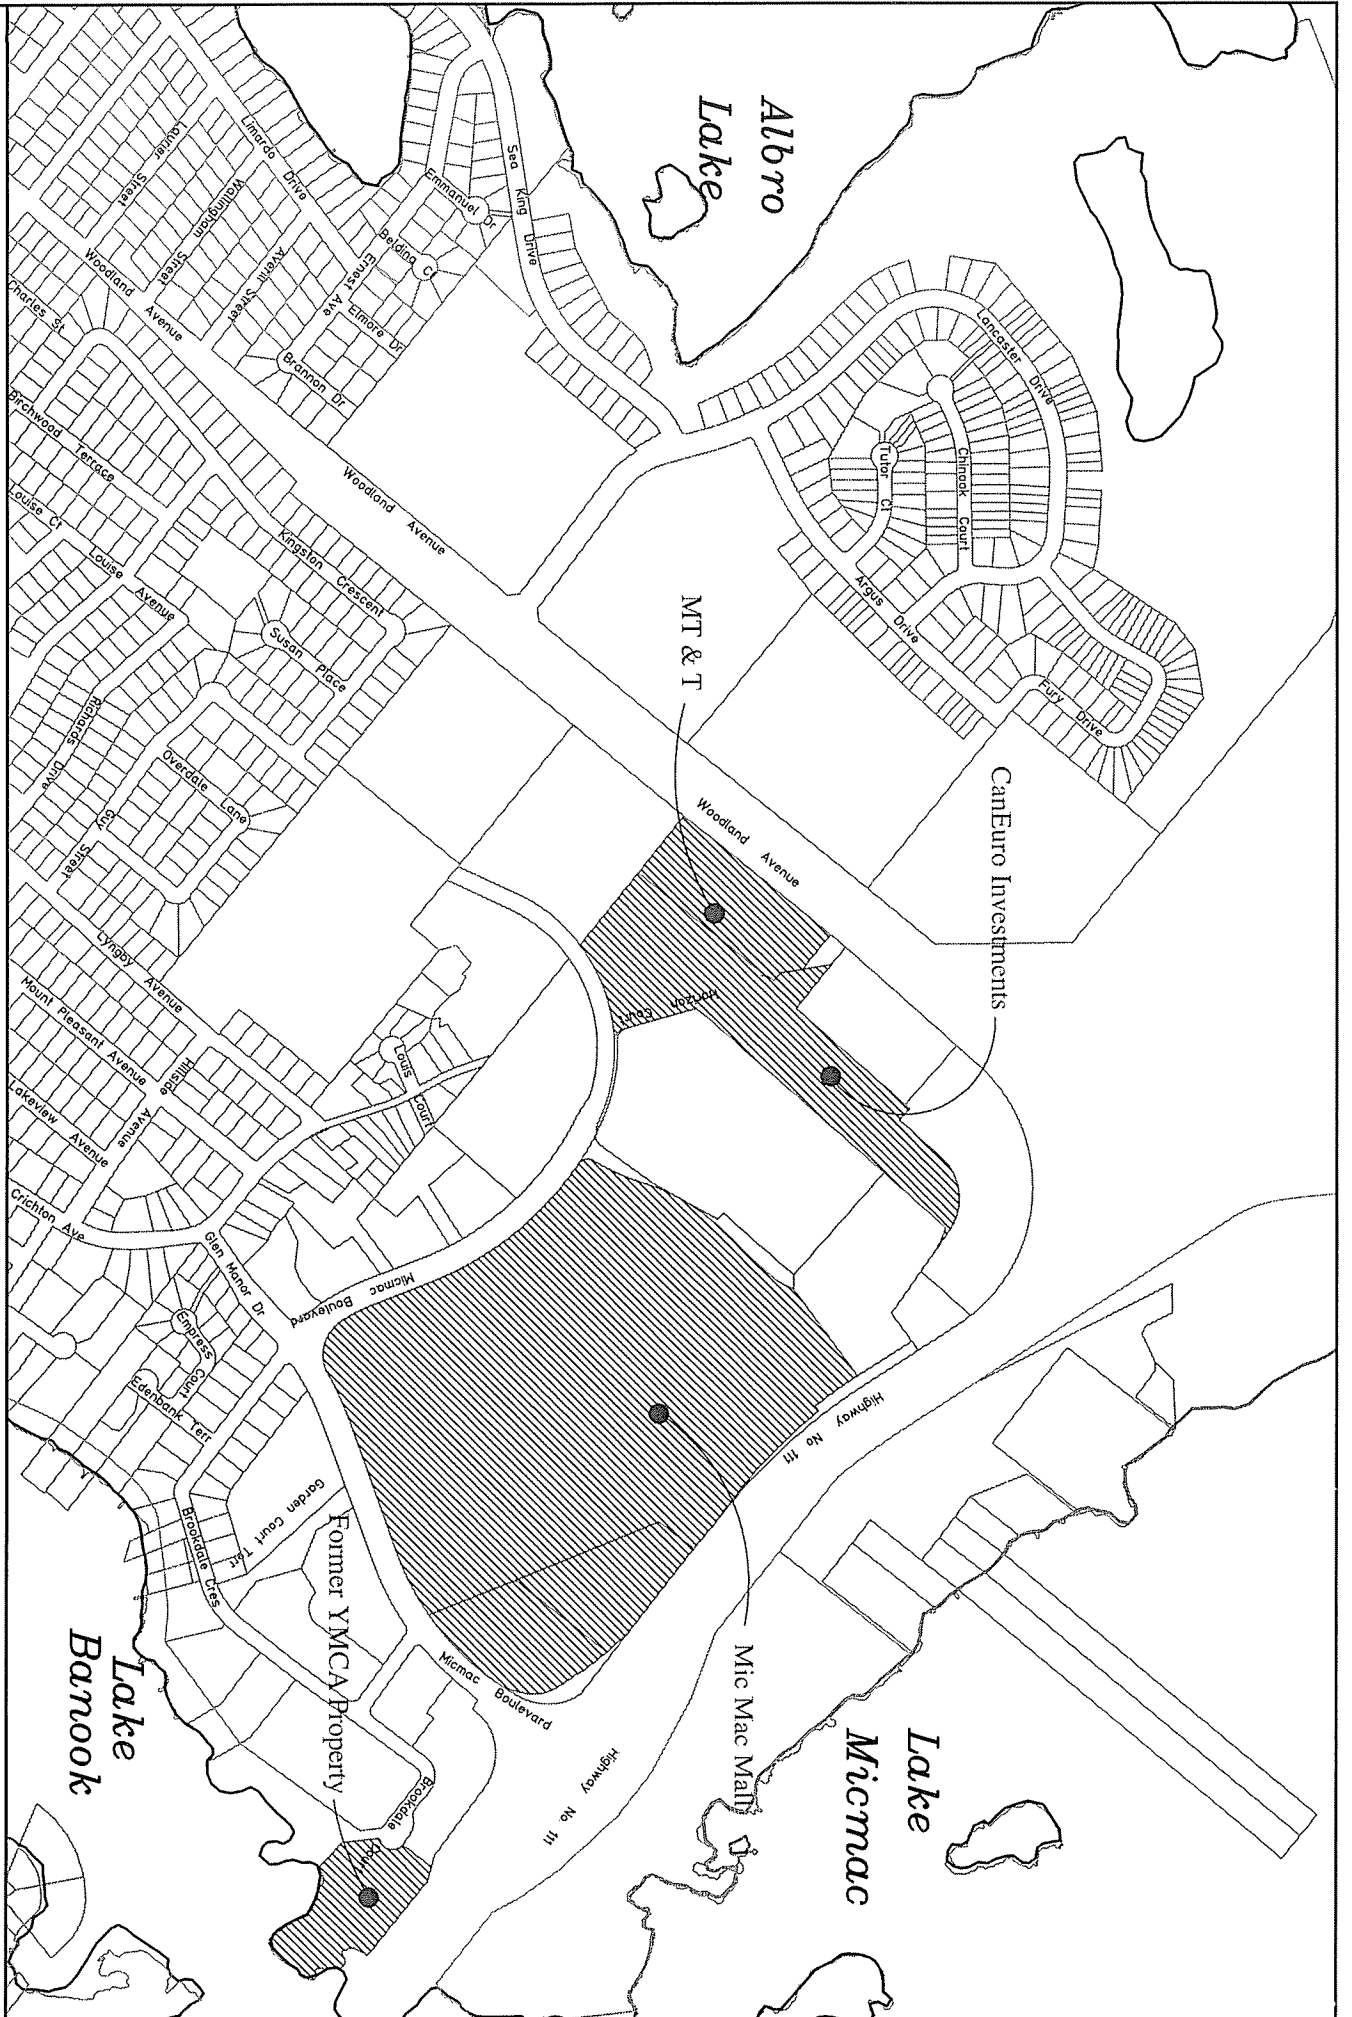 Albro
Lake
Lake
Micmac
Lake
Banook
MT & T
CanEuro Investments
Mic Mac Mall
Former YMCA Property
Sea King Drive
Limardo Drive
Laurier Street
Wallingham Street
Avenir Street
Ernest Ave
Emmanuel Dr
Belding Ct
Elmore Dr
Brannon Dr
Woodland Avenue
Charles St
Birchwood Terrace
Louise Ct
Louise Avenue
Woodland Avenue
Kingston Crescent
Susan Place
Richards Drive
Overdale Lane
Guy Street
Lancaster Drive
Chinook Court
Tutor Ct
Argus Drive
Fury Drive
Woodland Avenue
Horizon Court
Lyngby Avenue
Mount Pleasant Avenue
Hillside Avenue
Lakeview Avenue
Crichton Ave
Louis Court
Glen Manor Dr
Empress Court
Edenbank Terr
Micmac Boulevard
Garden Court Terr
Brookdale Cres
Micmac Boulevard
Brookdale Court
Highway No 111
Highway No 111